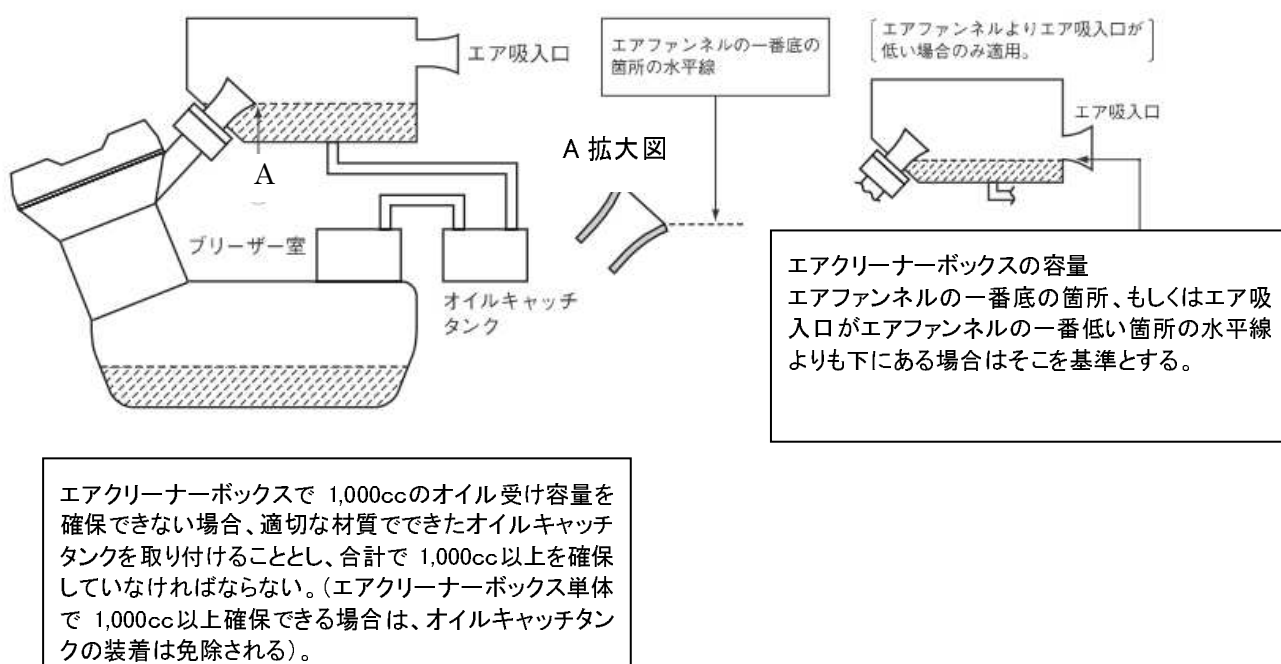 エア吸入口
エアファンネルの一番底の
箇所の水平線
エアファンネルよりエア吸入口が
低い場合のみ適用。
エア吸入口
A 拡大図
A
ブリーザー室
オイルキャッチ
タンク
エアクリーナーボックスの容量
エアファンネルの一番底の箇所、もしくはエア吸
入口がエアファンネルの一番低い箇所の水平線
よりも下にある場合はそこを基準とする。
エアクリーナーボックスで 1,000ccのオイル受け容量を
確保できない場合、適切な材質でできたオイルキャッチ
タンクを取り付けることとし、合計で 1,000cc以上を確保
していなければならない。(エアクリーナーボックス単体
で 1,000cc以上確保できる場合は、オイルキャッチタン
クの装着は免除される)。